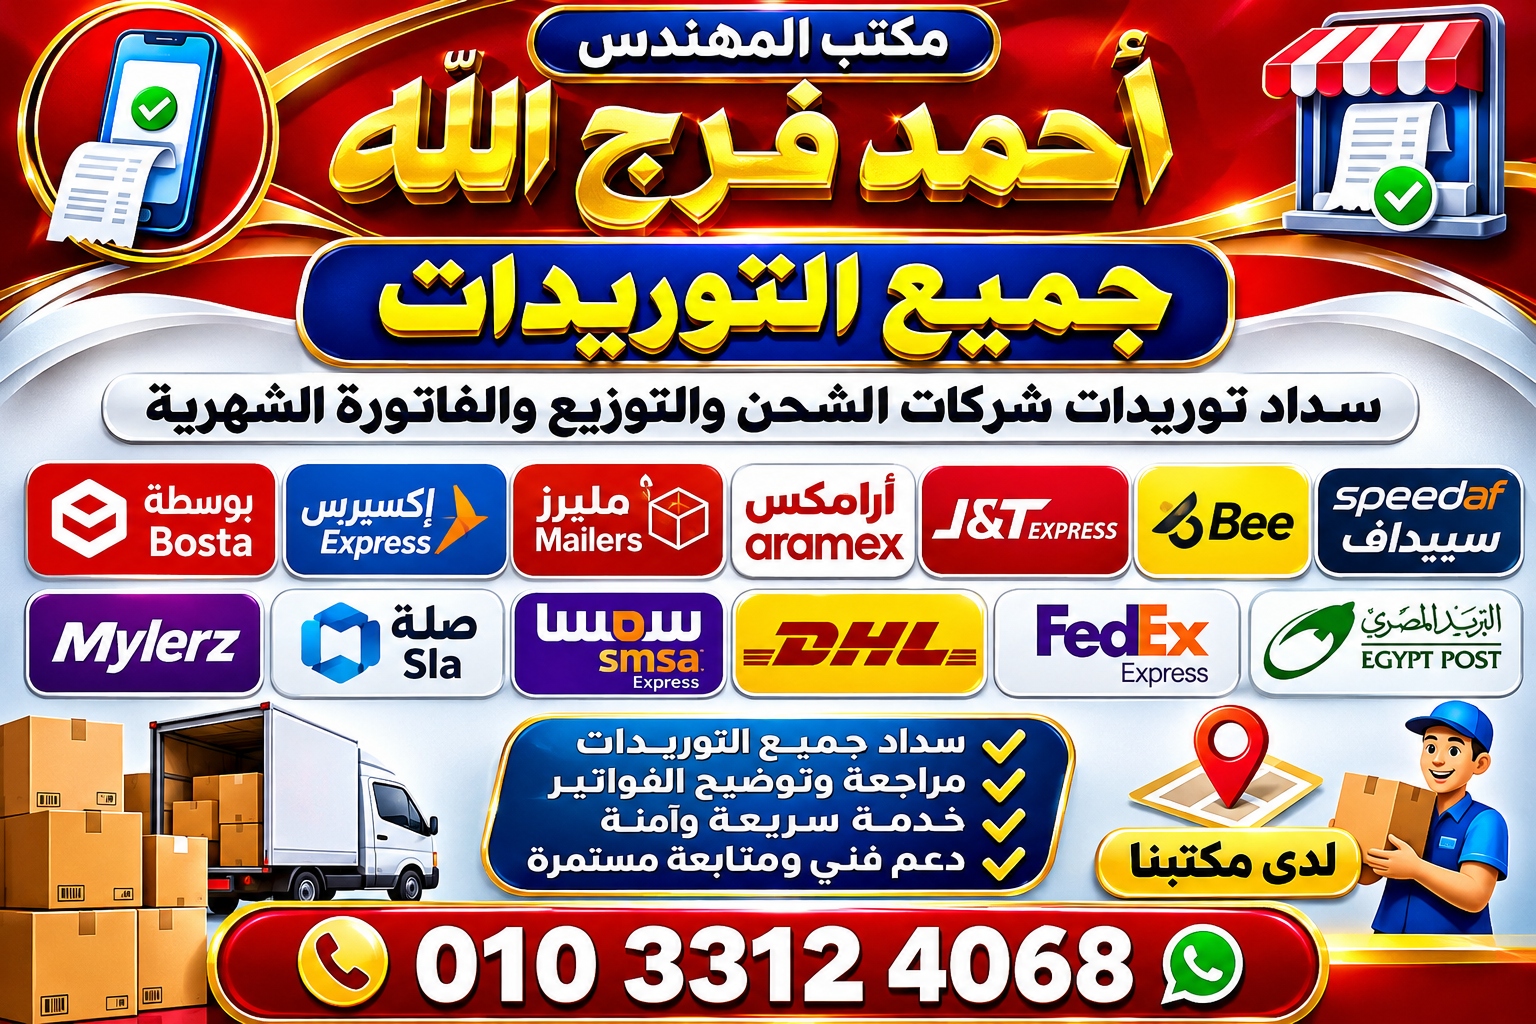 مكتب المهندس
أحمد فرج الله
جميع التوريدات
سداد توريدات شركات الشحن والتوزيع والفاتورة الشهرية
بوسطة
Bosta
إكسيربس
Express
مليرز
Mailers
أرامكس
aramex
J&T EXPRESS
Bee
speedaf
سبيداف
Mylerz
صلة
Sla
سمسا
smsa
Express
DHL
FedEx
Express
البريد المصري
EGYPT POST
سداد جميع التوريدات
مراجعة وتوضيح الفواتير
خدمة سريعة وآمنة
دعم فني ومتابعة مستمرة
لدى مكتبنا
010 3312 4068